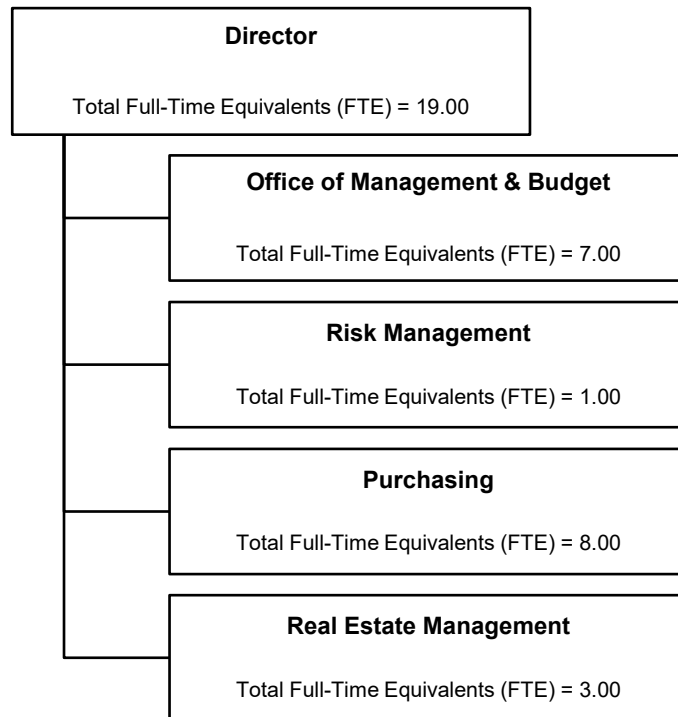 Director
Total Full-Time Equivalents (FTE) = 19.00
Office of Management & Budget
Total Full-Time Equivalents (FTE) = 7.00
Risk Management
Total Full-Time Equivalents (FTE) = 1.00
Purchasing
Total Full-Time Equivalents (FTE) = 8.00
Real Estate Management
Total Full-Time Equivalents (FTE) = 3.00